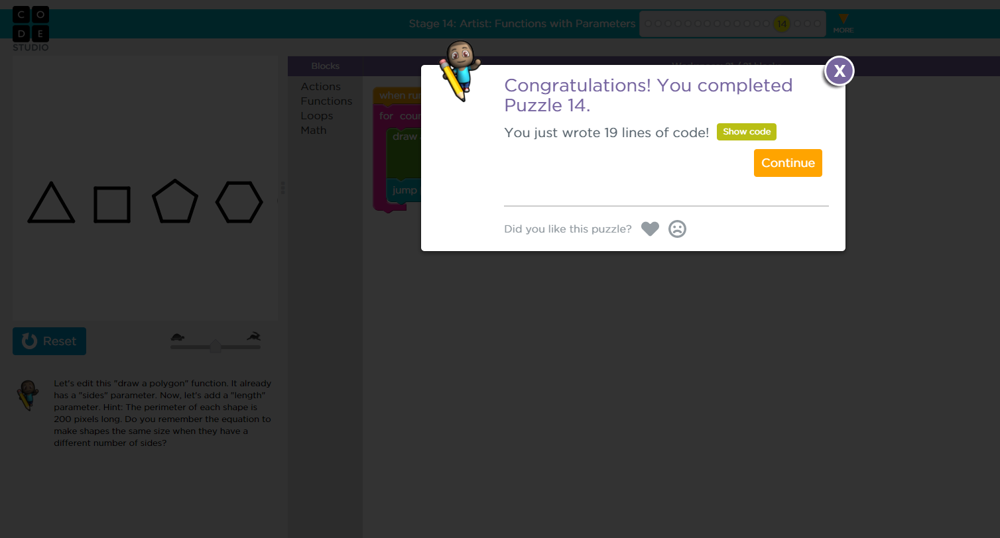 C O
D E
STUDIO
Stage 14: Artist: Functions with Parameters
14
MORE
Blocks
Actions
Functions
Loops
Math
when run
for
draw
jump
Congratulations! You completed
Puzzle 14.
You just wrote 19 lines of code!
Show code
X
Continue
Did you like this puzzle?
Reset
Let's edit this "draw a polygon" function. It already
has a "sides" parameter. Now, let's add a "length"
parameter. Hint: The perimeter of each shape is
200 pixels long. Do you remember the equation to
make shapes the same size when they have a
different number of sides?